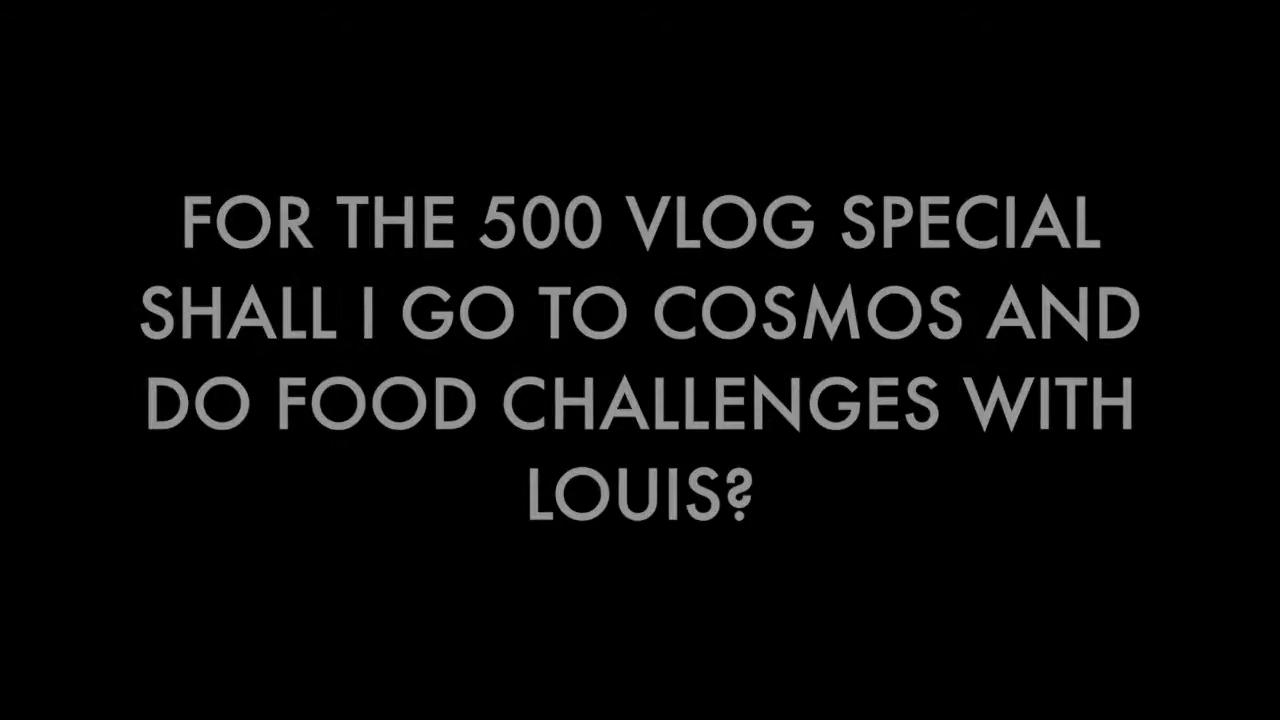 FOR THE 500 VLOG SPECIAL
SHALL I GO TO COSMOS AND
DO FOOD CHALLENGES WITH
LOUIS?